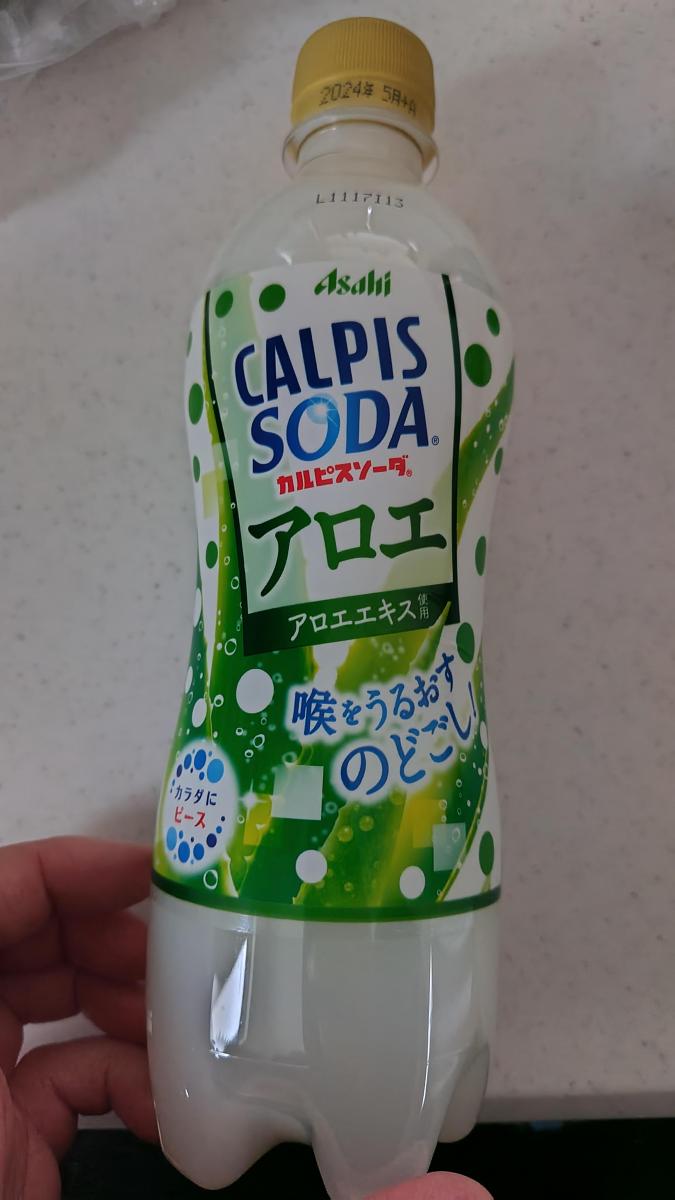 2024年 5月+A
L1117113
Asahi
CALPIS
SODA®
カルピスソーダ®
アロエ
アロエエキス使用
喉をうるおす
のどごし!
カラダに
ピース